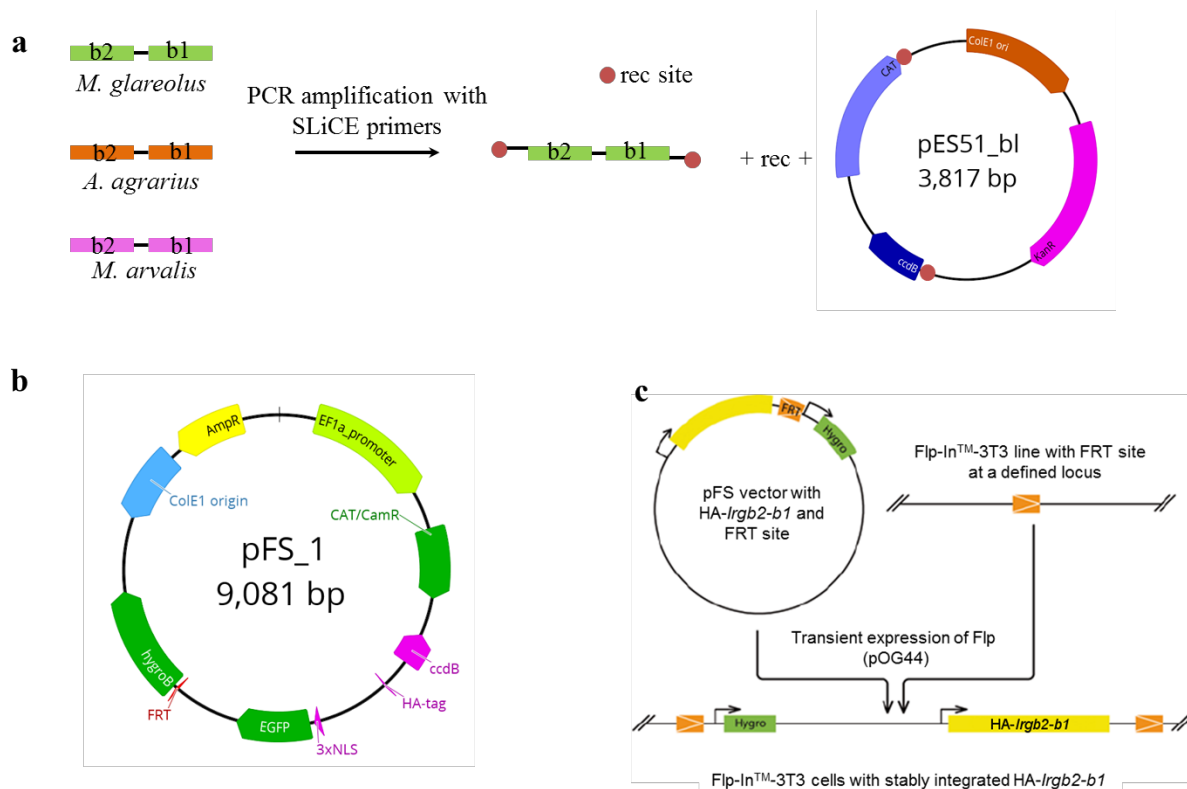 a
b2 b1
M. glareolus
b2 b1
A. agrarius
b2 b1
M. arvalis
PCR amplification with
SLiCE primers
rec site
b2 b1
+ rec +
ColE1 ori
CAT
pES51_bl
3,817 bp
KanR
ccdB
b
AmpR
EF1a_promoter
ColE1 origin
CAT/CamR
pFS_1
9,081 bp
hygroB
ccdB
HA-tag
FRT
EGFP
3xNLS
c
FRT
Hygro
pFS vector with
HA-Irgb2-b1 and
FRT site
Flp-In™-3T3 line with FRT site
at a defined locus
Transient expression of Flp
(pOG44)
Hygro
HA-Irgb2-b1
Flp-In™-3T3 cells with stably integrated HA-Irgb2-b1